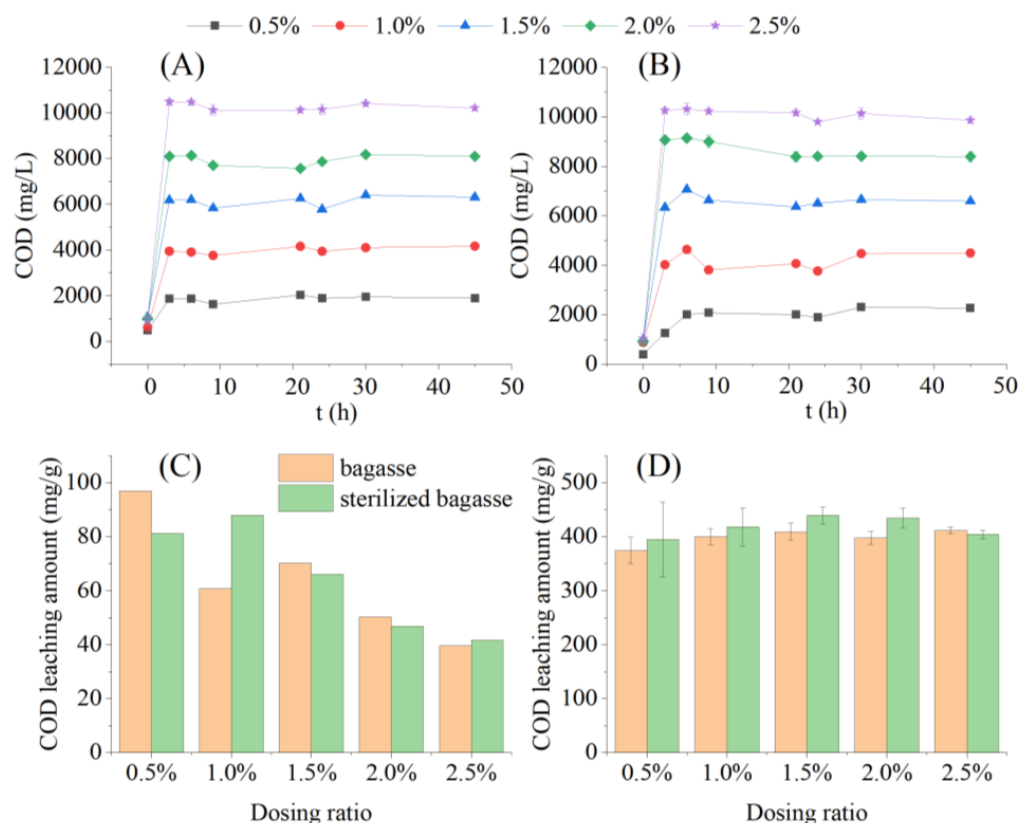 0.5% 1.0% 1.5% 2.0% 2.5%
(A)
COD (mg/L)
12000
10000
8000
6000
4000
2000
0
0 10 20 30 40 50
t (h)
(B)
COD (mg/L)
12000
10000
8000
6000
4000
2000
0
0 10 20 30 40 50
t (h)
(C)
bagasse
sterilized bagasse
COD leaching amount (mg/g)
100
80
60
40
20
0
0.5% 1.0% 1.5% 2.0% 2.5%
Dosing ratio
(D)
COD leaching amount (mg/g)
500
400
300
200
100
0
0.5% 1.0% 1.5% 2.0% 2.5%
Dosing ratio